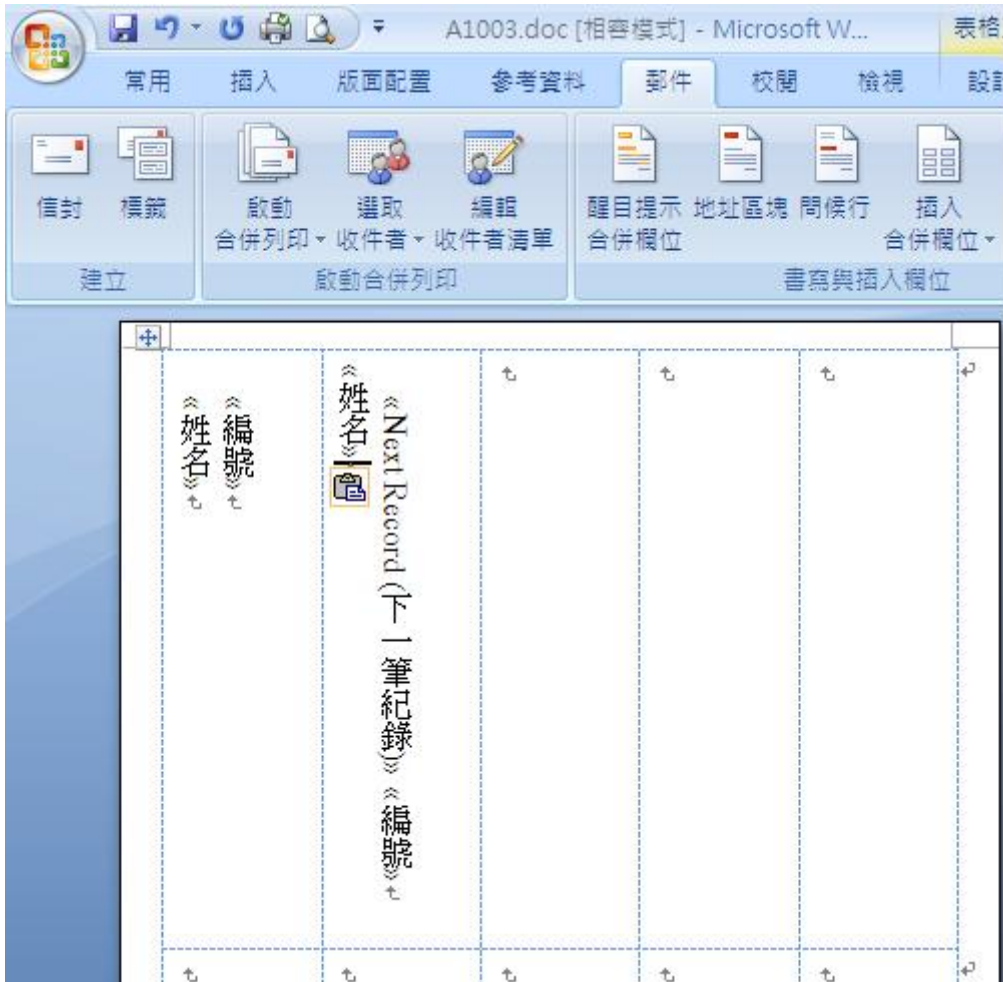 A1003.doc [相容模式] - Microsoft W...
表格
常用 插入 版面配置 參考資料 郵件 校閱 檢視 設計
信封
標籤
啟動
合併列印
選取
收件者
編輯
收件者清單
醒目提示
合併欄位
地址區塊
問候行
插入
合併欄位
建立
啟動合併列印
書寫與插入欄位
«編號»
«姓名»
«Next Record (下一筆紀錄)» «編號»
«姓名»